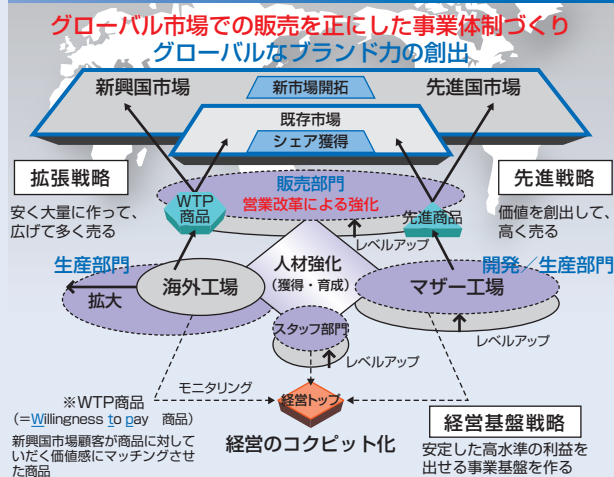 グローバル市場での販売を正にした事業体制づくり
グローバルなブランド力の創出
新興国市場
新市場開拓
先進国市場
既存市場
シェア獲得
拡張戦略
安く大量に作って、
広げて多く売る
WTP
商品
販売部門
営業改革による強化
先進商品
先進戦略
価値を創出して、
高く売る
レベルアップ
生産部門
拡大
海外工場
人材強化
(獲得・育成)
開発/生産部門
マザー工場
レベルアップ
スタッフ部門
レベルアップ
モニタリング
経営トップ
経営のコクピット化
※WTP商品
(=Willingness to pay 商品)
新興国市場顧客が商品に対して
いだく価値感にマッチングさせ
た商品
経営基盤戦略
安定した高水準の利益を
出せる事業基盤を作る